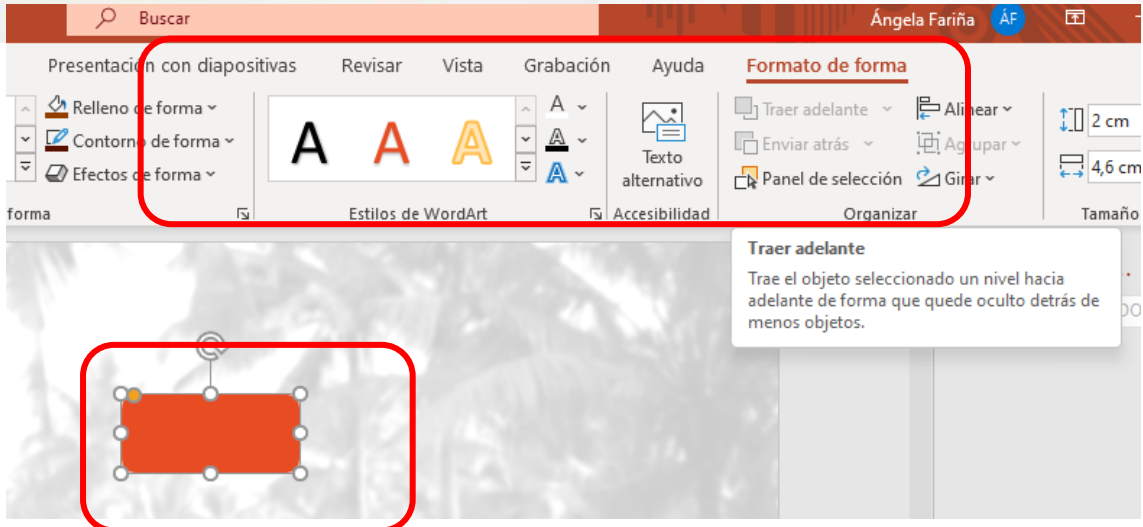 Buscar
Ángela Fariña ÁF
Presentación con diapositivas Revisar Vista Grabación Ayuda Formato de forma
Relleno de forma
Contorno de forma
Efectos de forma
forma
A A A
A
A
A
Estilos de WordArt
Texto
alternativo
Accesibilidad
Traer adelante
Enviar atrás
Panel de selección
Alinear
Agrupar
Girar
Organizar
2 cm
4,6 cm
Tamaño
Traer adelante
Trae el objeto seleccionado un nivel hacia
adelante de forma que quede oculto detrás de
menos objetos.